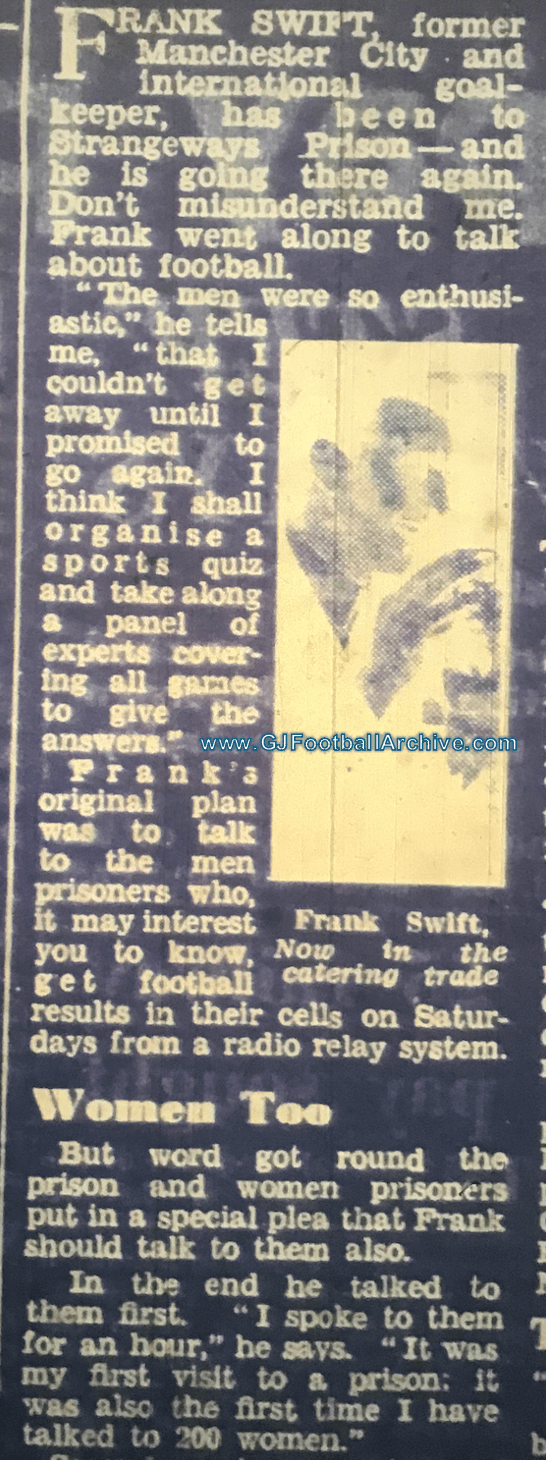 FRANK SWIFT, former
Manchester City and
international goal-
keeper, has been to
Strangeways Prison—and
he is going there again.
Don't misunderstand me.
Frank went along to talk
about football.
"The men were so enthusi-
astic," he tells
me, "that I
couldn't get
away until I
promised to
go again. I
think I shall
organise a
sports quiz
and take along
a panel of
experts cover-
ing all games
to give the
answers."
www.GJFootballArchive.com
Frank's
original plan
was to talk
to the men
prisoners who,
it may interest
you to know,
get football
results in their cells on Satur-
days from a radio relay system.
Frank Swift,
Now in the
catering trade
Women Too
But word got round the
prison and women prisoners
put in a special plea that Frank
should talk to them also.
In the end he talked to
them first. "I spoke to them
for an hour," he says. "It was
my first visit to a prison; it
was also the first time I have
talked to 200 women."